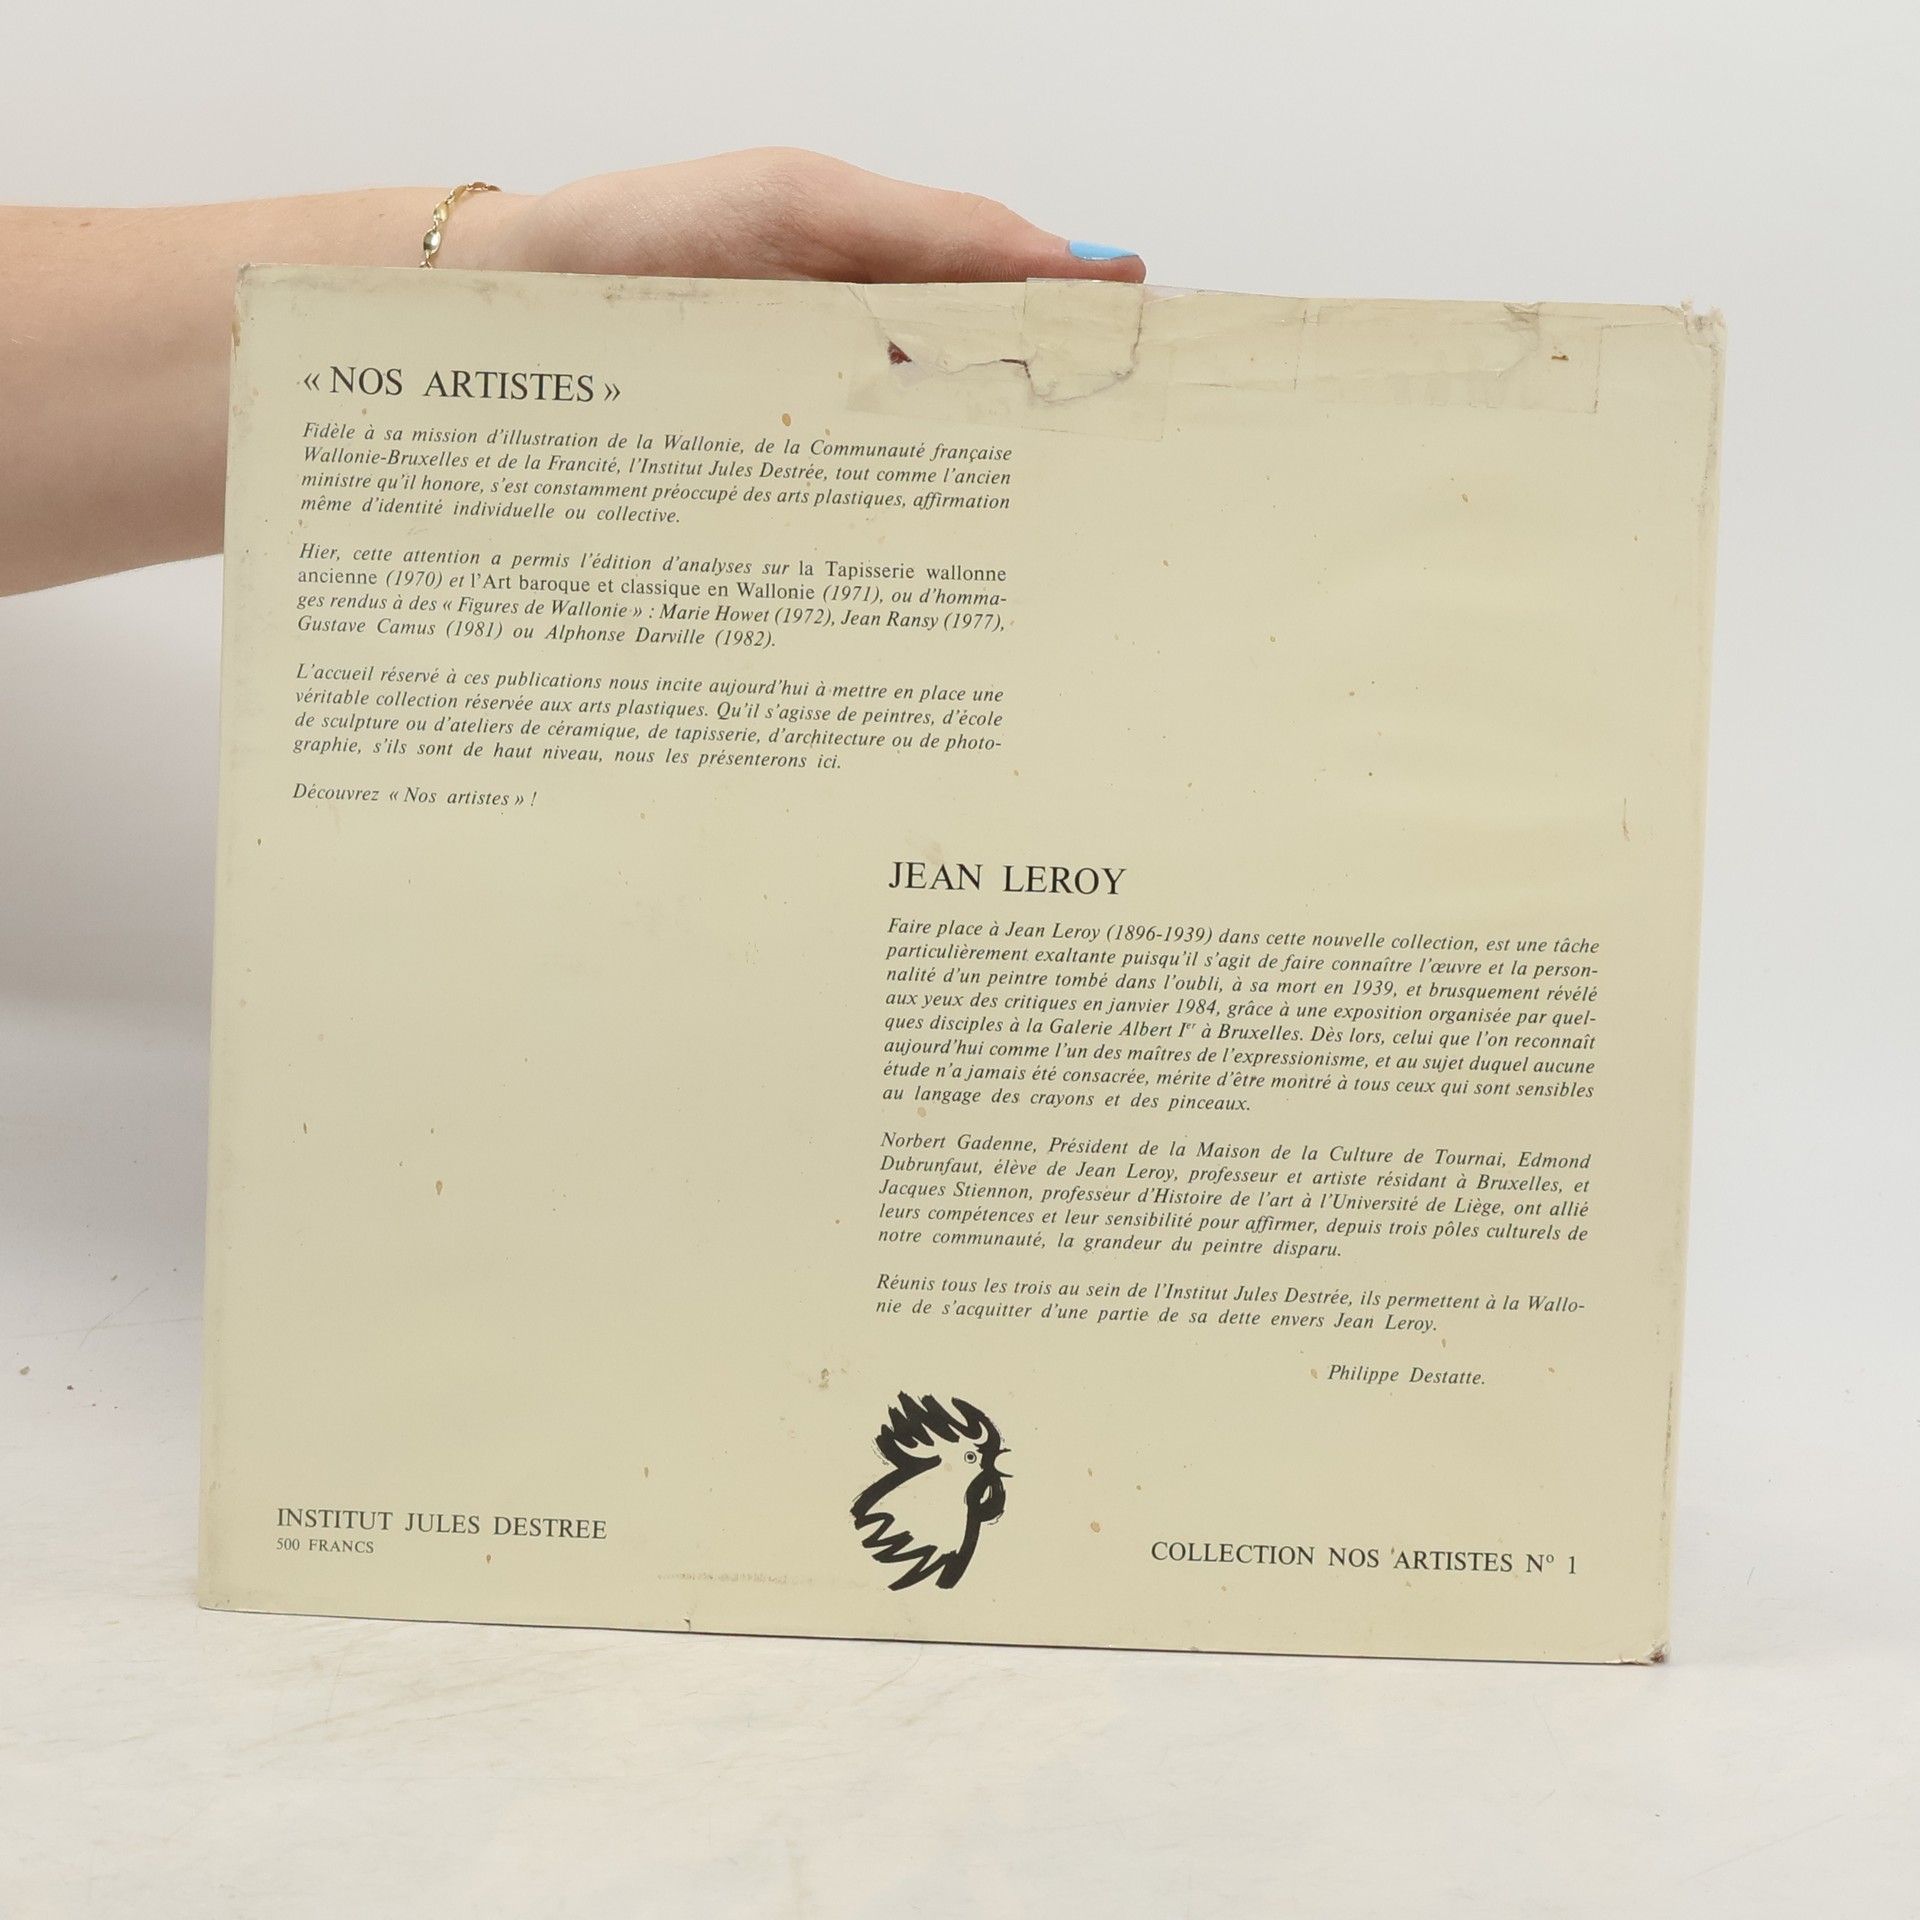 « NOS ARTISTES »
Fidèle à sa mission d'illustration de la Wallonie, de la Communauté française
Wallonie-Bruxelles et de la Francité, l'Institut Jules Destrée, tout comme l'ancien
ministre qu'il honore, s'est constamment préoccupé des arts plastiques, affirmation
même d'identité individuelle ou collective.
Hier, cette attention a permis l'édition d'analyses sur la Tapisserie wallonne
ancienne (1970) et l'Art baroque et classique en Wallonie (1971), ou d'homma-
ges rendus à des « Figures de Wallonie » : Marie Howet (1972), Jean Ransy (1977),
Gustave Camus (1981) ou Alphonse Darville (1982).
L'accueil réservé à ces publications nous incite aujourd'hui à mettre en place une
véritable collection réservée aux arts plastiques. Qu'il s'agisse de peintres, d'école
de sculpture ou d'ateliers de céramique, de tapisserie, d'architecture ou de photo-
graphie, s'ils sont de haut niveau, nous les présenterons ici.
Découvrez « Nos artistes » !
JEAN LEROY
Faire place à Jean Leroy (1896-1939) dans cette nouvelle collection, est une tâche
particulièrement exaltante puisqu'il s'agit de faire connaître l'œuvre et la person-
nalité d'un peintre tombé dans l'oubli, à sa mort en 1939, et brusquement révélé
aux yeux des critiques en janvier 1984, grâce à une exposition organisée par quel-
ques disciples à la Galerie Albert Ier à Bruxelles. Dès lors, celui que l'on reconnaît
aujourd'hui comme l'un des maîtres de l'expressionisme, et au sujet duquel aucune
étude n'a jamais été consacrée, mérite d'être montré à tous ceux qui sont sensibles
au langage des crayons et des pinceaux.
Norbert Gadenne, Président de la Maison de la Culture de Tournai, Edmond
Dubrunfaut, élève de Jean Leroy, professeur et artiste résidant à Bruxelles, et
Jacques Stiennon, professeur d'Histoire de l'art à l'Université de Liège, ont allié
leurs compétences et leur sensibilité pour affirmer, depuis trois pôles culturels de
notre communauté, la grandeur du peintre disparu.
Réunis tous les trois au sein de l'Institut Jules Destrée, ils permettent à la Wallo-
nie de s'acquitter d'une partie de sa dette envers Jean Leroy.
Philippe Destatte.
INSTITUT JULES DESTREE
500 FRANCS
COLLECTION NOS ARTISTES Nº 1